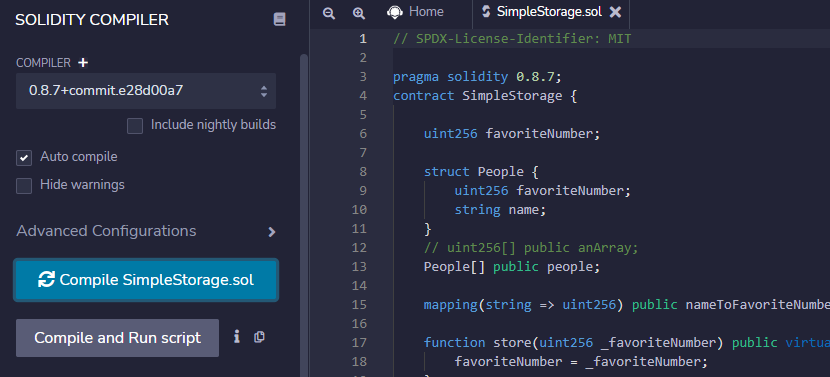 SOLIDITY COMPILER
COMPILER +
0.8.7+commit.e28d00a7
Include nightly builds
Auto compile
Hide warnings
Advanced Configurations
Compile SimpleStorage.sol
Compile and Run script
Home
SimpleStorage.sol
1 // SPDX-License-Identifier: MIT
2
3 pragma solidity 0.8.7;
4 contract SimpleStorage {
5
6 uint256 favoriteNumber;
7
8 struct People {
9 uint256 favoriteNumber;
10 string name;
11 }
12 // uint256[] public anArray;
13 People[] public people;
14
15 mapping(string => uint256) public nameToFavoriteNumbe
16
17 function store(uint256 _favoriteNumber) public virtua
18 favoriteNumber = _favoriteNumber;